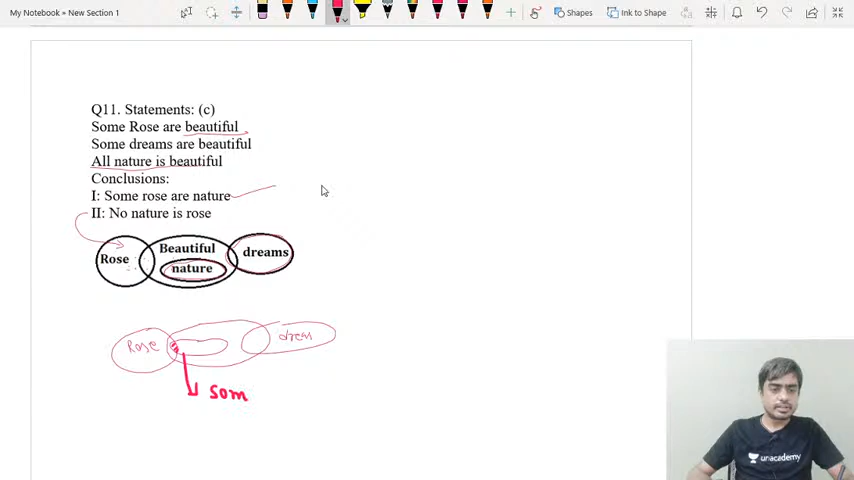 My Notebook » New Section 1
Shapes
Ink to Shape
Q11. Statements: (c)
Some Rose are beautiful
Some dreams are beautiful
All nature is beautiful
Conclusions:
I: Some rose are nature
II: No nature is rose
Rose
Beautiful
nature
dreams
Rose
som
unacademy